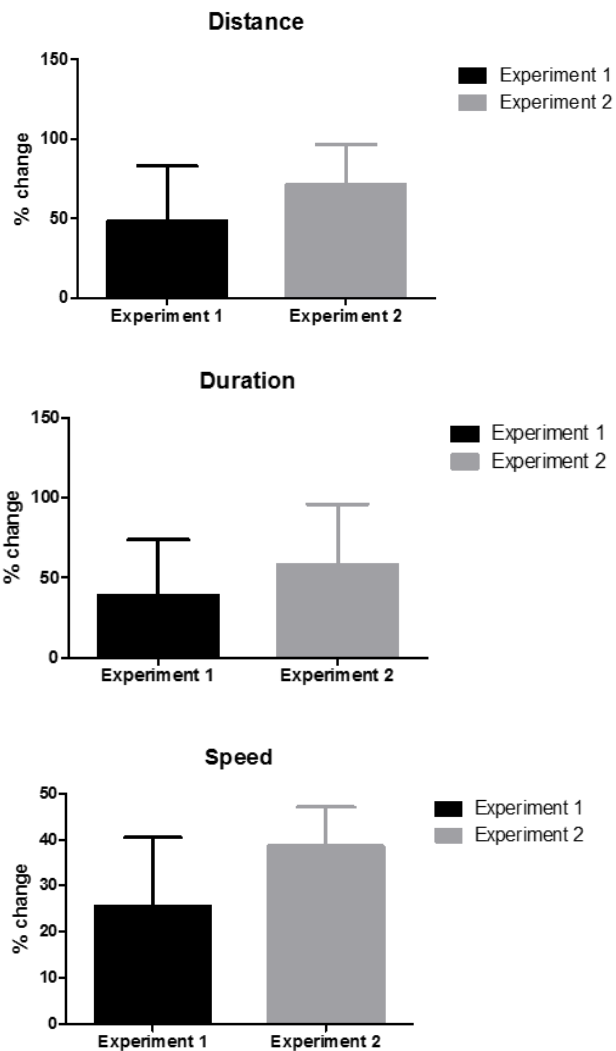 Distance
150
100
50
0
% change
Experiment 1
Experiment 2
Experiment 1
Experiment 2
Duration
150
100
50
0
% change
Experiment 1
Experiment 2
Experiment 1
Experiment 2
Speed
50
40
30
20
10
0
% change
Experiment 1
Experiment 2
Experiment 1
Experiment 2